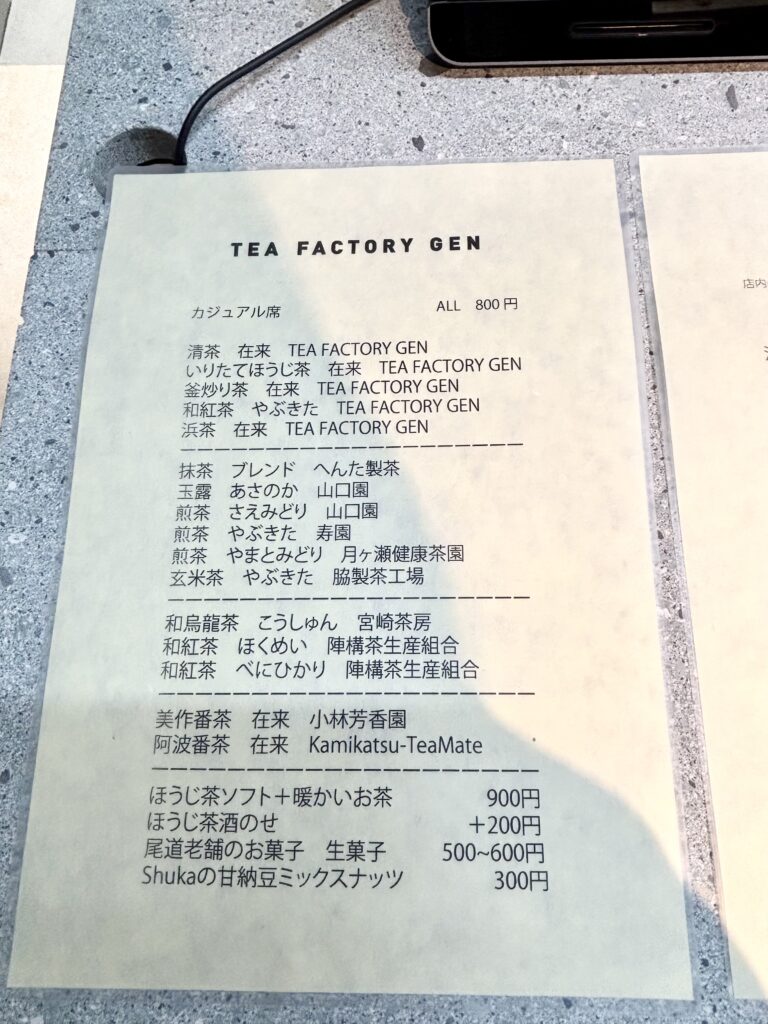 TEA FACTORY GEN
カジュアル席 ALL 800円
清茶 在来 TEA FACTORY GEN
いりたてほうじ茶 在来 TEA FACTORY GEN
釜炒り茶 在来 TEA FACTORY GEN
和紅茶 やぶきた TEA FACTORY GEN
浜茶 在来 TEA FACTORY GEN
抹茶 ブレンド へんた製茶
玉露 あさのか 山口園
煎茶 さえみどり 山口園
煎茶 やぶきた 寿園
煎茶 やまとみどり 月ヶ瀬健康茶園
玄米茶 やぶきた 脇製茶工場
和烏龍茶 こうしゅん 宮崎茶房
和紅茶 ほくめい 陣構茶生産組合
和紅茶 べにひかり 陣構茶生産組合
美作番茶 在来 小林芳香園
阿波番茶 在来 Kamikatsu-TeaMate
ほうじ茶ソフト＋暖かいお茶 900円
ほうじ茶酒のせ ＋200円
尾道老舗のお菓子 生菓子 500~600円
Shukaの甘納豆ミックスナッツ 300円
店内